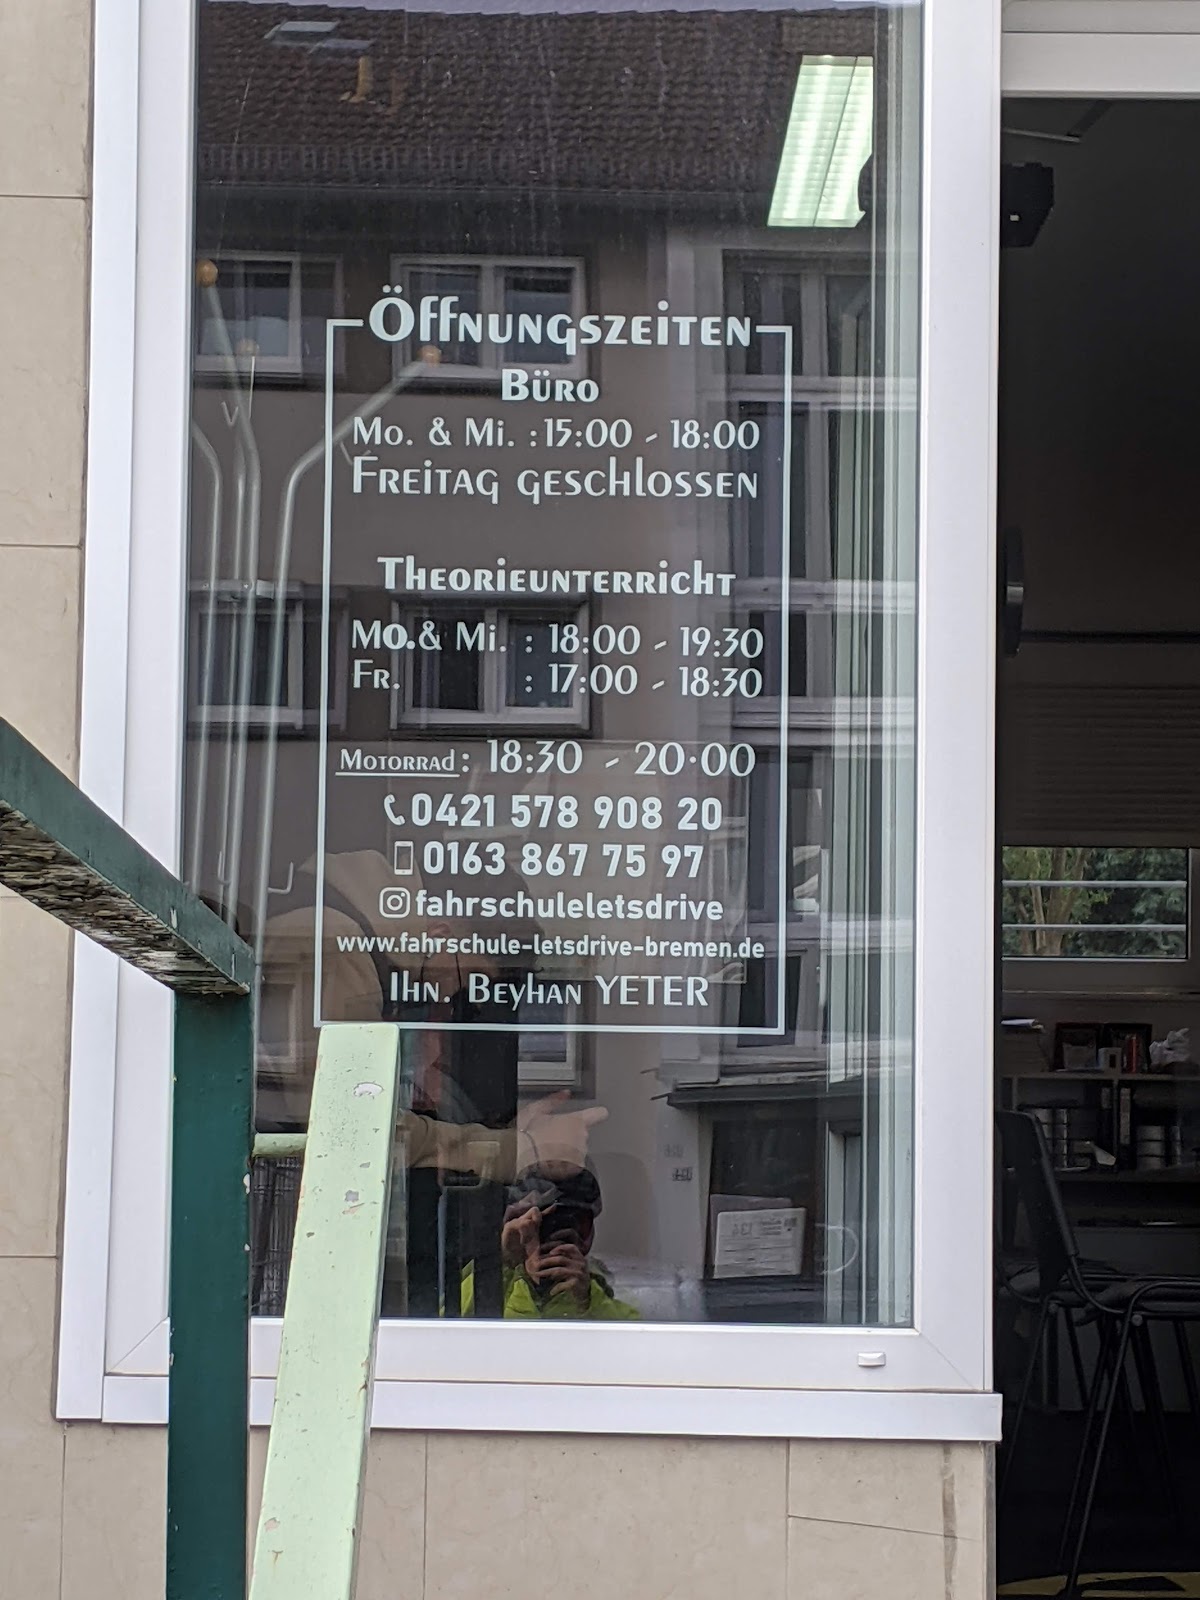 Öffnungszeiten
Büro
Mo. & Mi. : 15:00 - 18:00
Freitag geschlossen
Theorieunterricht
Mo. & Mi. : 18:00 - 19:30
Fr. : 17:00 - 18:30
Motorrad: 18:30 - 20:00
0421 578 908 20
0163 867 75 97
fahrschuleletsdrive
www.fahrschule-letsdrive-bremen.de
Ihn. Beyhan YETER